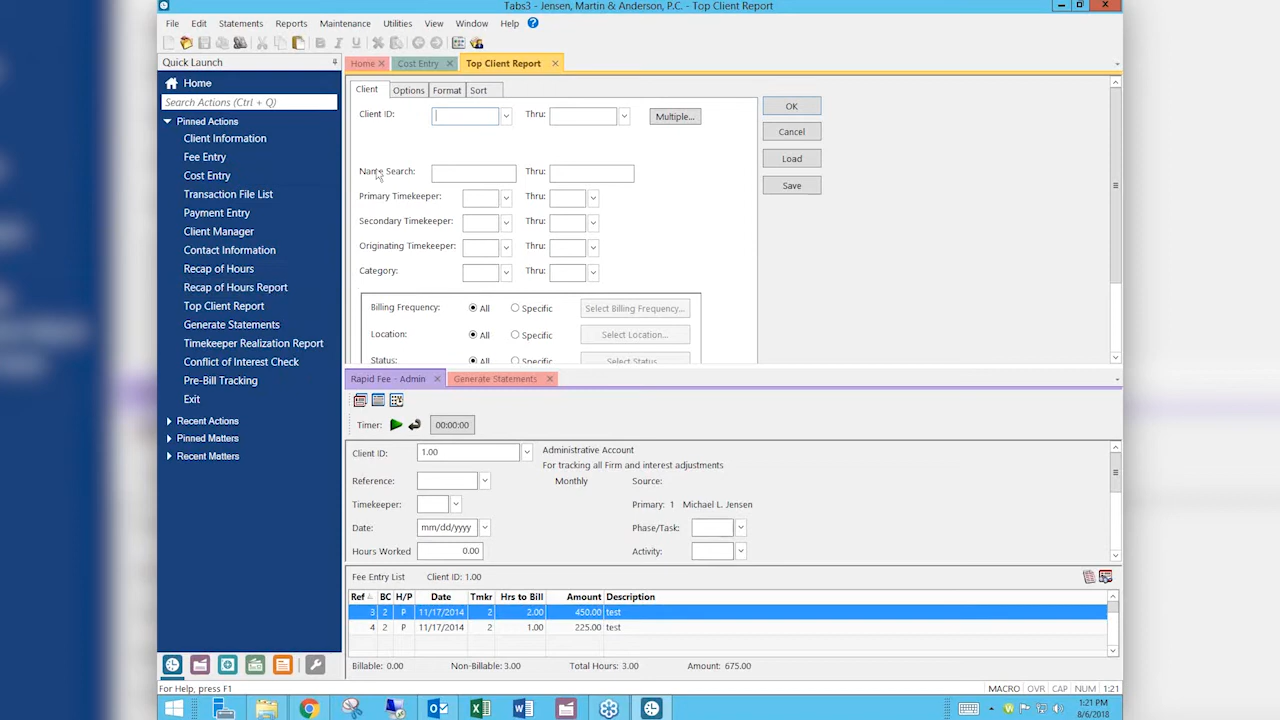 Tabs3 - Jensen, Martin & Anderson, P.C. - Top Client Report
File Edit Statements Reports Maintenance Utilities View Window Help
Quick Launch
Home
Search Actions (Ctrl + Q)
Pinned Actions
Client Information
Fee Entry
Cost Entry
Transaction File List
Payment Entry
Client Manager
Contact Information
Recap of Hours
Recap of Hours Report
Top Client Report
Generate Statements
Timekeeper Realization Report
Conflict of Interest Check
Pre-Bill Tracking
Exit
Recent Actions
Pinned Matters
Recent Matters
Home Cost Entry Top Client Report
Client Options Format Sort
Client ID: Thru: Multiple...
Name Search: Thru:
Primary Timekeeper: Thru:
Secondary Timekeeper: Thru:
Originating Timekeeper: Thru:
Category: Thru:
Billing Frequency: All Specific Select Billing Frequency...
Location: All Specific Select Location...
Status: All Specific Select Status
OK
Cancel
Load
Save
Rapid Fee - Admin Generate Statements
Timer: 00:00:00
Client ID: 1.00 Administrative Account
For tracking all Firm and interest adjustments
Reference: Monthly Source:
Timekeeper: Primary: 1 Michael L. Jensen
Date: mm/dd/yyyy Phase/Task:
Hours Worked 0.00 Activity:
Fee Entry List Client ID: 1.00
Ref BC H/P Date Tmkr Hrs to Bill Amount Description
3 2 P 11/17/2014 2 2.00 450.00 test
4 2 P 11/17/2014 2 1.00 225.00 test
Billable: 0.00 Non-Billable: 3.00 Total Hours: 3.00 Amount: 675.00
For Help, press F1 MACRO OVR CAP NUM 1:21
1:21 PM
8/6/2018